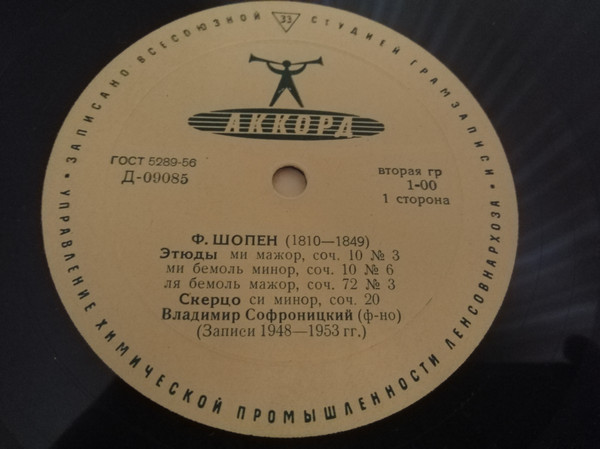 ЗАПИСАНО ВСЕСОЮЗНОЙ СТУДИЕЙ ГРАМЗАПИСИ
33
АККОРД
ГОСТ 5289-56
Д-09085
вторая гр
1-00
1 сторона
Ф. ШОПЕН (1810—1849)
Этюды ми мажор, соч. 10 № 3
ми бемоль минор, соч. 10 № 6
ля бемоль мажор, соч. 72 № 3
Скерцо си минор, соч. 20
Владимир Софроницкий (ф-но)
(Записи 1948—1953 гг.)
УПРАВЛЕНИЕ ХИМИЧЕСКОЙ ПРОМЫШЛЕННОСТИ ЛЕНСОВНАРХОЗА